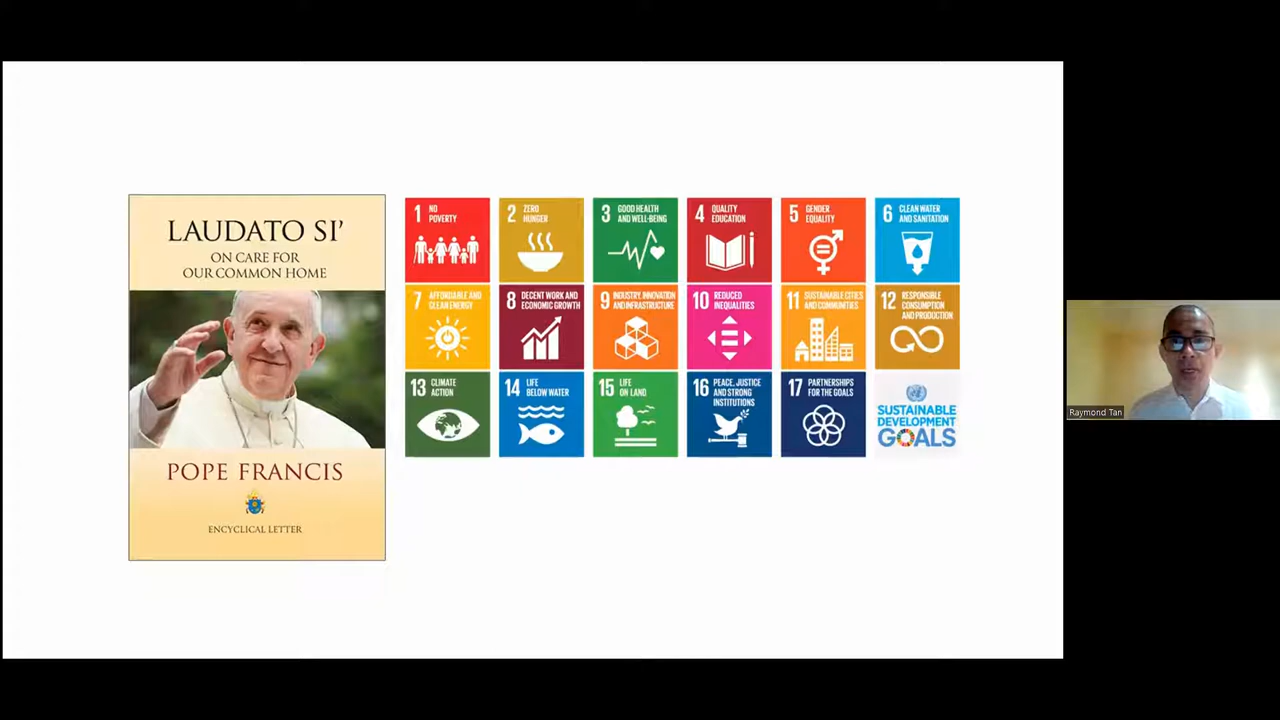 LAUDATO SI’
ON CARE FOR
OUR COMMON HOME
POPE FRANCIS
ENCYCLICAL LETTER
1 NO
POVERTY
2 ZERO
HUNGER
3 GOOD HEALTH
AND WELL-BEING
4 QUALITY
EDUCATION
5 GENDER
EQUALITY
6 CLEAN WATER
AND SANITATION
7 AFFORDABLE AND
CLEAN ENERGY
8 DECENT WORK AND
ECONOMIC GROWTH
9 INDUSTRY, INNOVATION
AND INFRASTRUCTURE
10 REDUCED
INEQUALITIES
11 SUSTAINABLE CITIES
AND COMMUNITIES
12 RESPONSIBLE
CONSUMPTION
AND PRODUCTION
13 CLIMATE
ACTION
14 LIFE
BELOW WATER
15 LIFE
ON LAND
16 PEACE, JUSTICE
AND STRONG
INSTITUTIONS
17 PARTNERSHIPS
FOR THE GOALS
SUSTAINABLE
DEVELOPMENT
GOALS
Raymond Tan